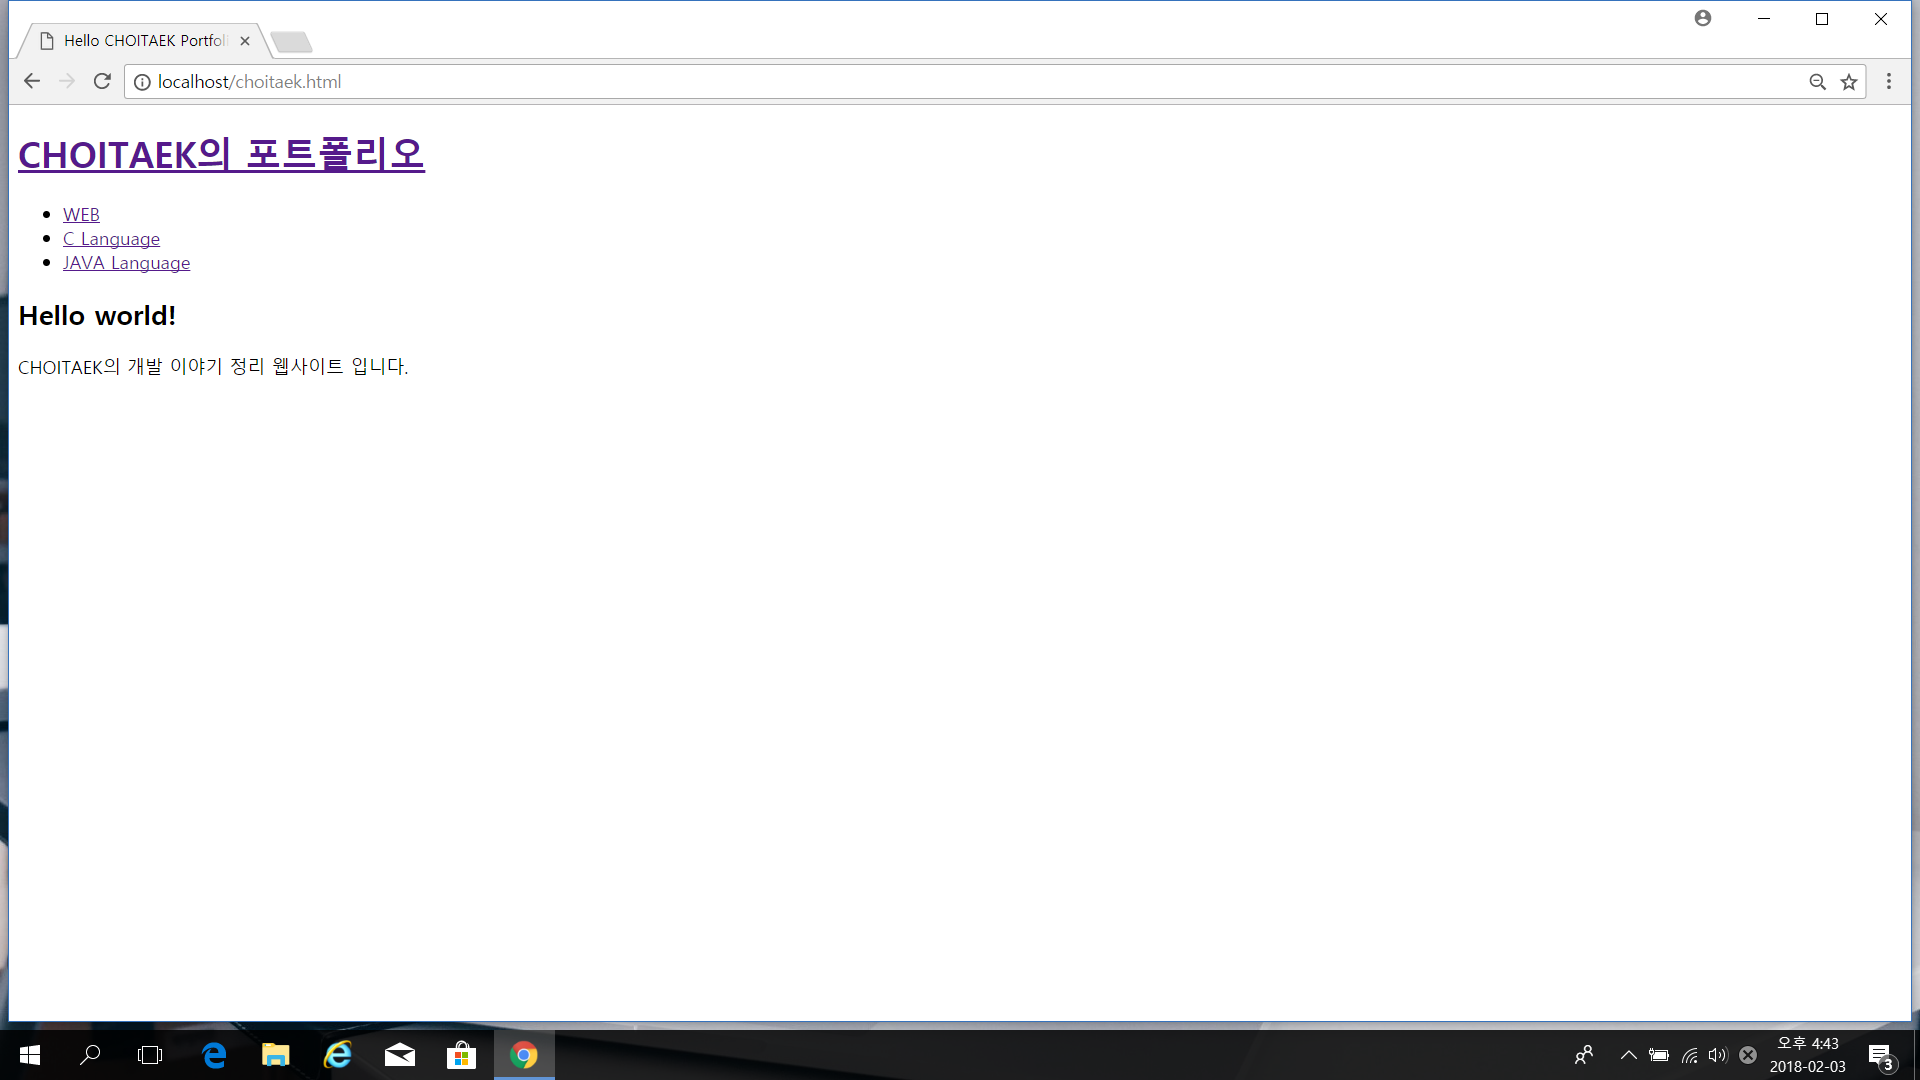 Hello CHOITAEK Portfoli
localhost/choitaek.html
CHOITAEK의 포트폴리오
WEB
C Language
JAVA Language
Hello world!
CHOITAEK의 개발 이야기 정리 웹사이트 입니다.
오후 4:43
2018-02-03
3